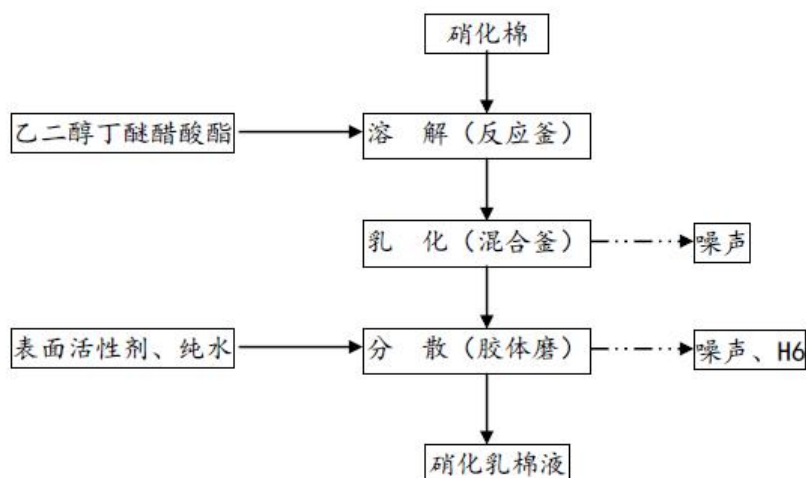 硝化棉
乙二醇丁醚醋酸酯
溶 解（反应釜）
乳 化（混合釜）
噪声
表面活性剂、纯水
分 散（胶体磨）
噪声、H6
硝化乳棉液